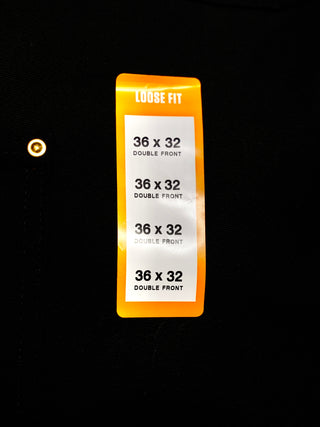 LOOSE FIT
36 x 32
DOUBLE FRONT
36 x 32
DOUBLE FRONT
36 x 32
DOUBLE FRONT
36 x 32
DOUBLE FRONT